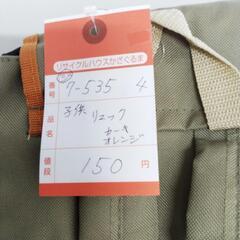 リサイクルハウスかざぐるま
番号 7-535 4
品名 子供 リュック
カーキ
オレンジ
値段 150 円